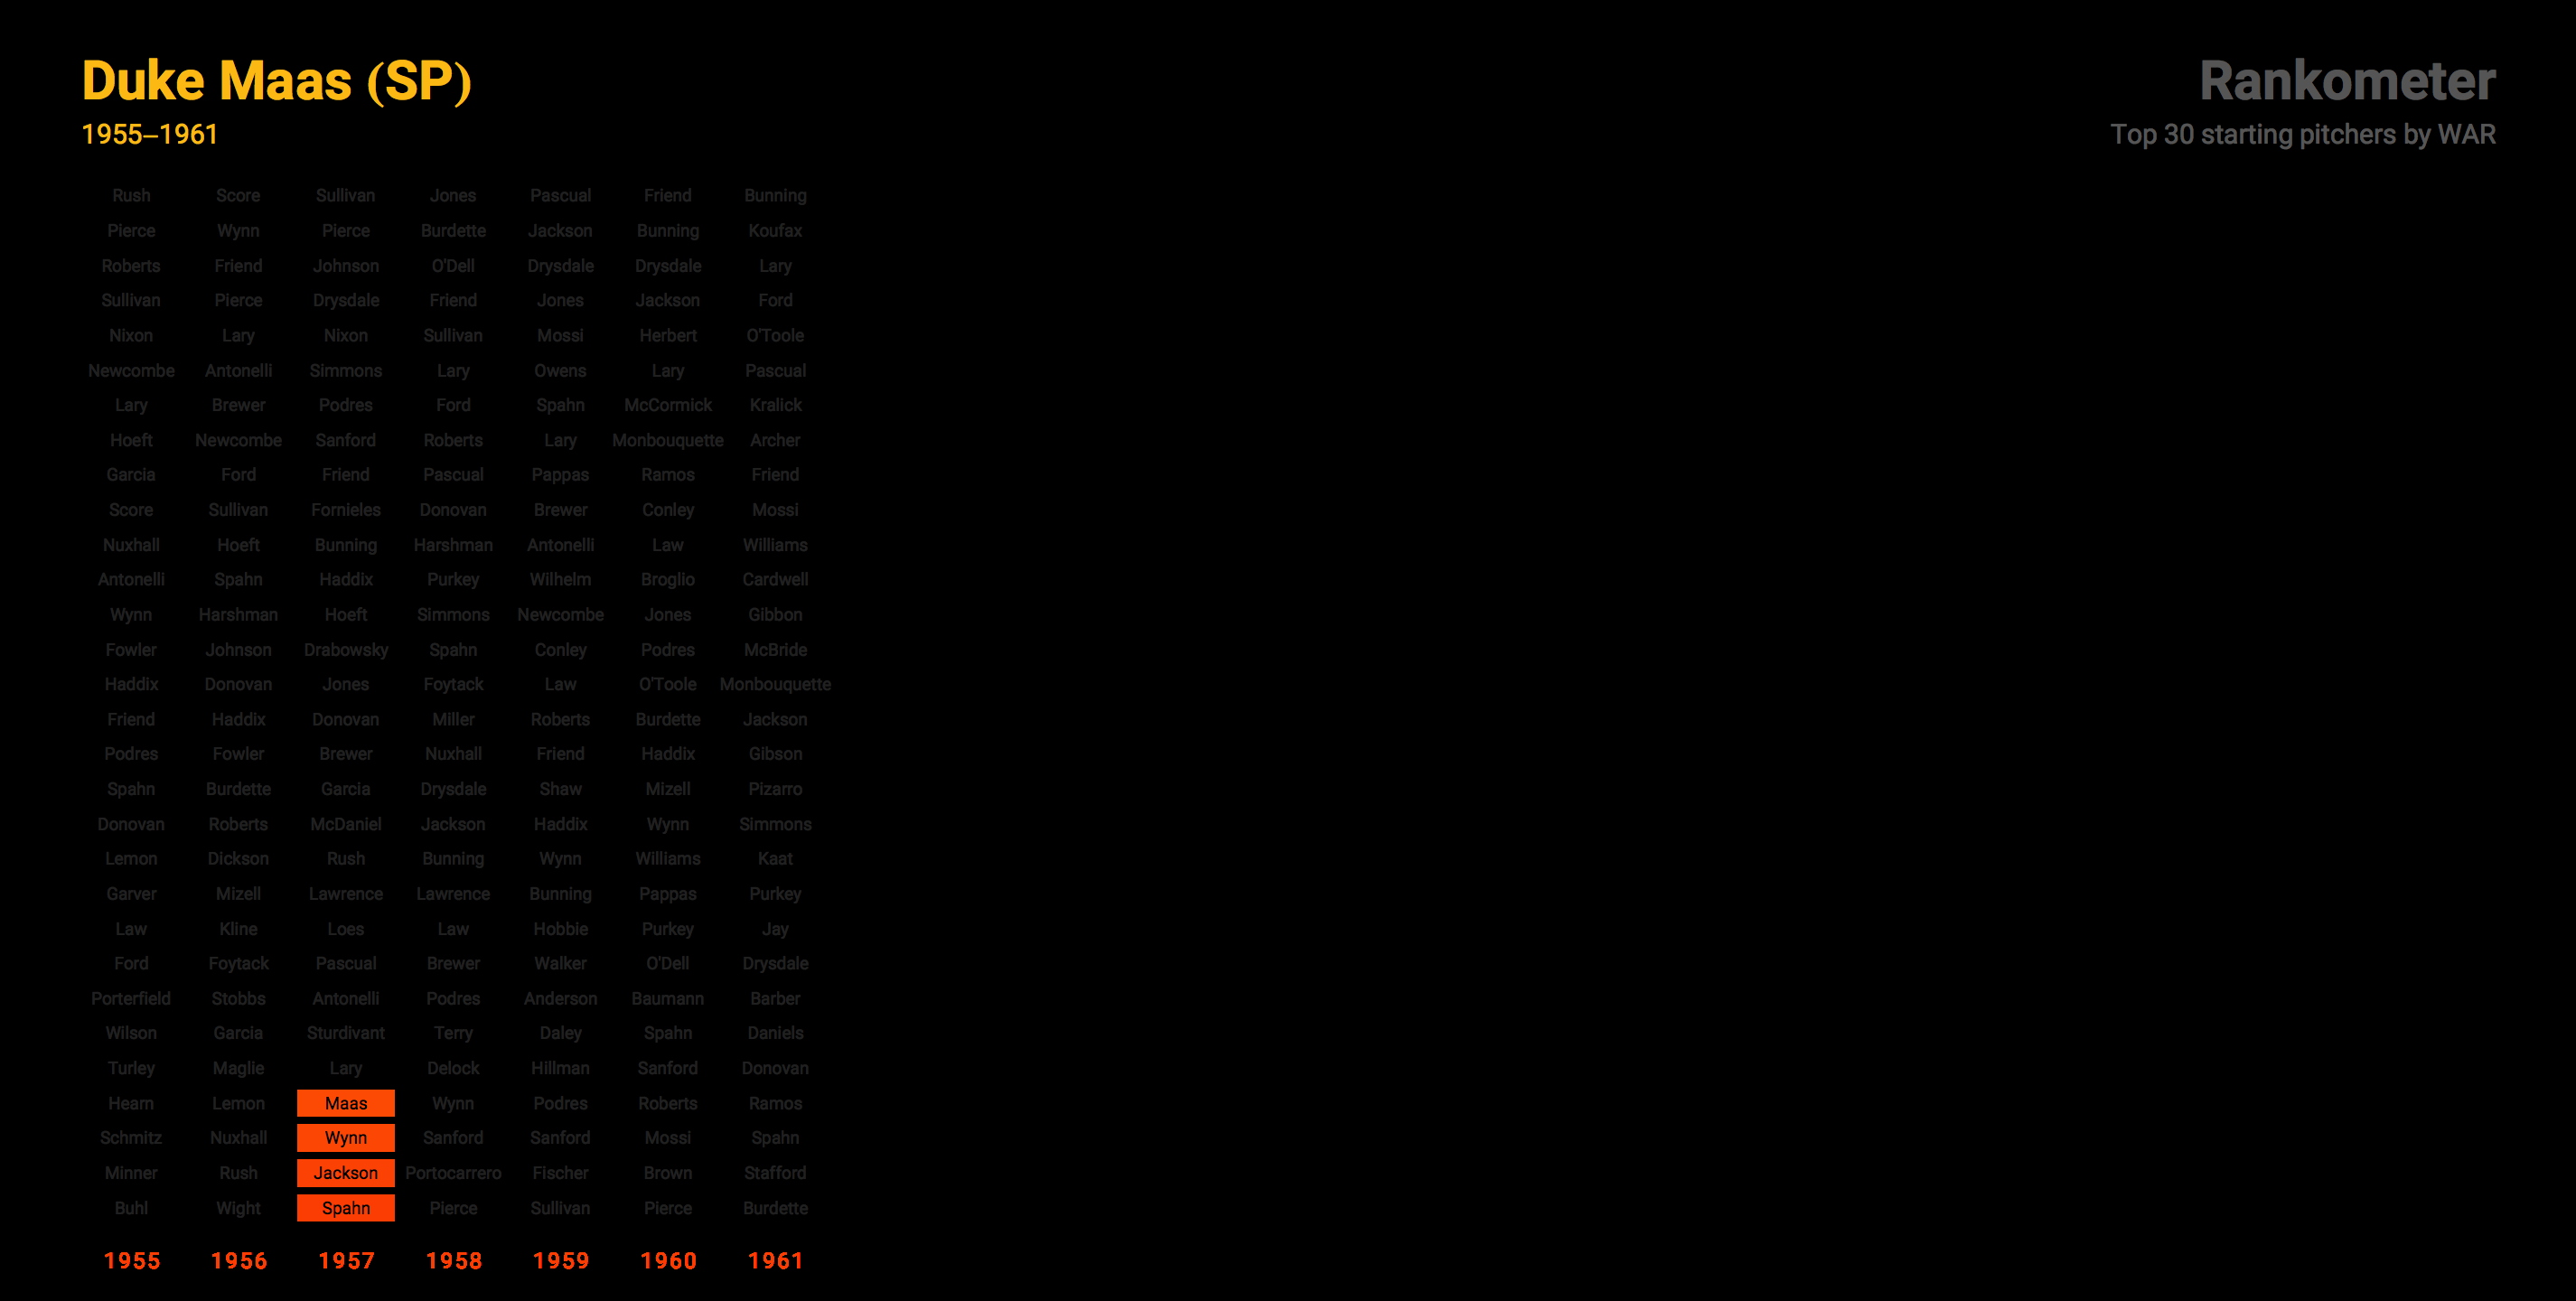 Duke Maas (SP)
1955–1961
Rankometer
Top 30 starting pitchers by WAR
Rush Score Sullivan Jones Pascual Friend Bunning
Pierce Wynn Pierce Burdette Jackson Bunning Koufax
Roberts Friend Johnson O'Dell Drysdale Drysdale Lary
Sullivan Pierce Drysdale Friend Jones Jackson Ford
Nixon Lary Nixon Sullivan Mossi Herbert O'Toole
Newcombe Antonelli Simmons Lary Owens Lary Pascual
Lary Brewer Podres Ford Spahn McCormick Kralick
Hoeft Newcombe Sanford Roberts Lary Monbouquette Archer
Garcia Ford Friend Pascual Pappas Ramos Friend
Score Sullivan Fornieles Donovan Brewer Conley Mossi
Nuxhall Hoeft Bunning Harshman Antonelli Law Williams
Antonelli Spahn Haddix Purkey Wilhelm Broglio Cardwell
Wynn Harshman Hoeft Simmons Newcombe Jones Gibbon
Fowler Johnson Drabowsky Spahn Conley Podres McBride
Haddix Donovan Jones Foytack Law O'Toole Monbouquette
Friend Haddix Donovan Miller Roberts Burdette Jackson
Podres Fowler Brewer Nuxhall Friend Haddix Gibson
Spahn Burdette Garcia Drysdale Shaw Mizell Pizarro
Donovan Roberts McDaniel Jackson Haddix Wynn Simmons
Lemon Dickson Rush Bunning Wynn Williams Kaat
Garver Mizell Lawrence Lawrence Bunning Pappas Purkey
Law Kline Loes Law Hobbie Purkey Jay
Ford Foytack Pascual Brewer Walker O'Dell Drysdale
Porterfield Stobbs Antonelli Podres Anderson Baumann Barber
Wilson Garcia Sturdivant Terry Daley Spahn Daniels
Turley Maglie Lary Delock Hillman Sanford Donovan
Hearn Lemon Maas Wynn Podres Roberts Ramos
Schmitz Nuxhall Wynn Sanford Sanford Mossi Spahn
Minner Rush Jackson Portocarrero Fischer Brown Stafford
Buhl Wight Spahn Pierce Sullivan Pierce Burdette
1955 1956 1957 1958 1959 1960 1961